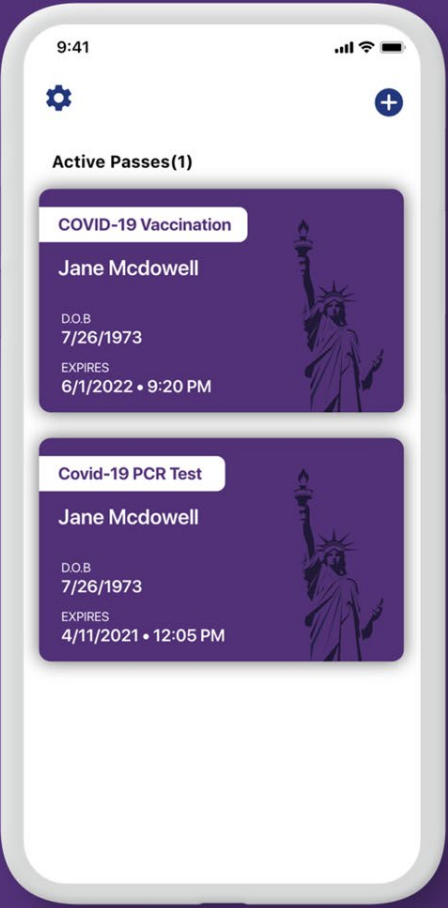 9:41
Active Passes(1)
COVID-19 Vaccination
Jane Mcdowell
D.O.B
7/26/1973
EXPIRES
6/1/2022 • 9:20 PM
Covid-19 PCR Test
Jane Mcdowell
D.O.B
7/26/1973
EXPIRES
4/11/2021 • 12:05 PM